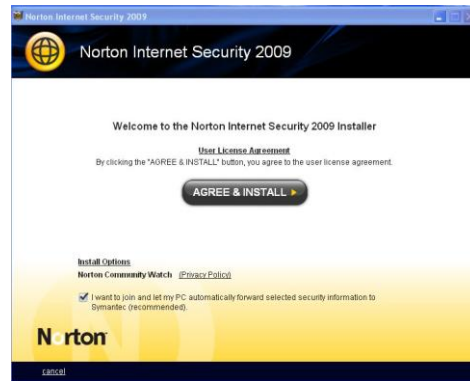 Norton Internet Security 2009
Norton Internet Security 2009
Welcome to the Norton Internet Security 2009 Installer
User License Agreement
By clicking the "AGREE & INSTALL" button, you agree to the user license agreement.
AGREE & INSTALL
Install Options
Norton Community Watch (Privacy Policy)
I want to join and let my PC automatically forward selected security information to
Symantec (recommended).
Norton
cancel